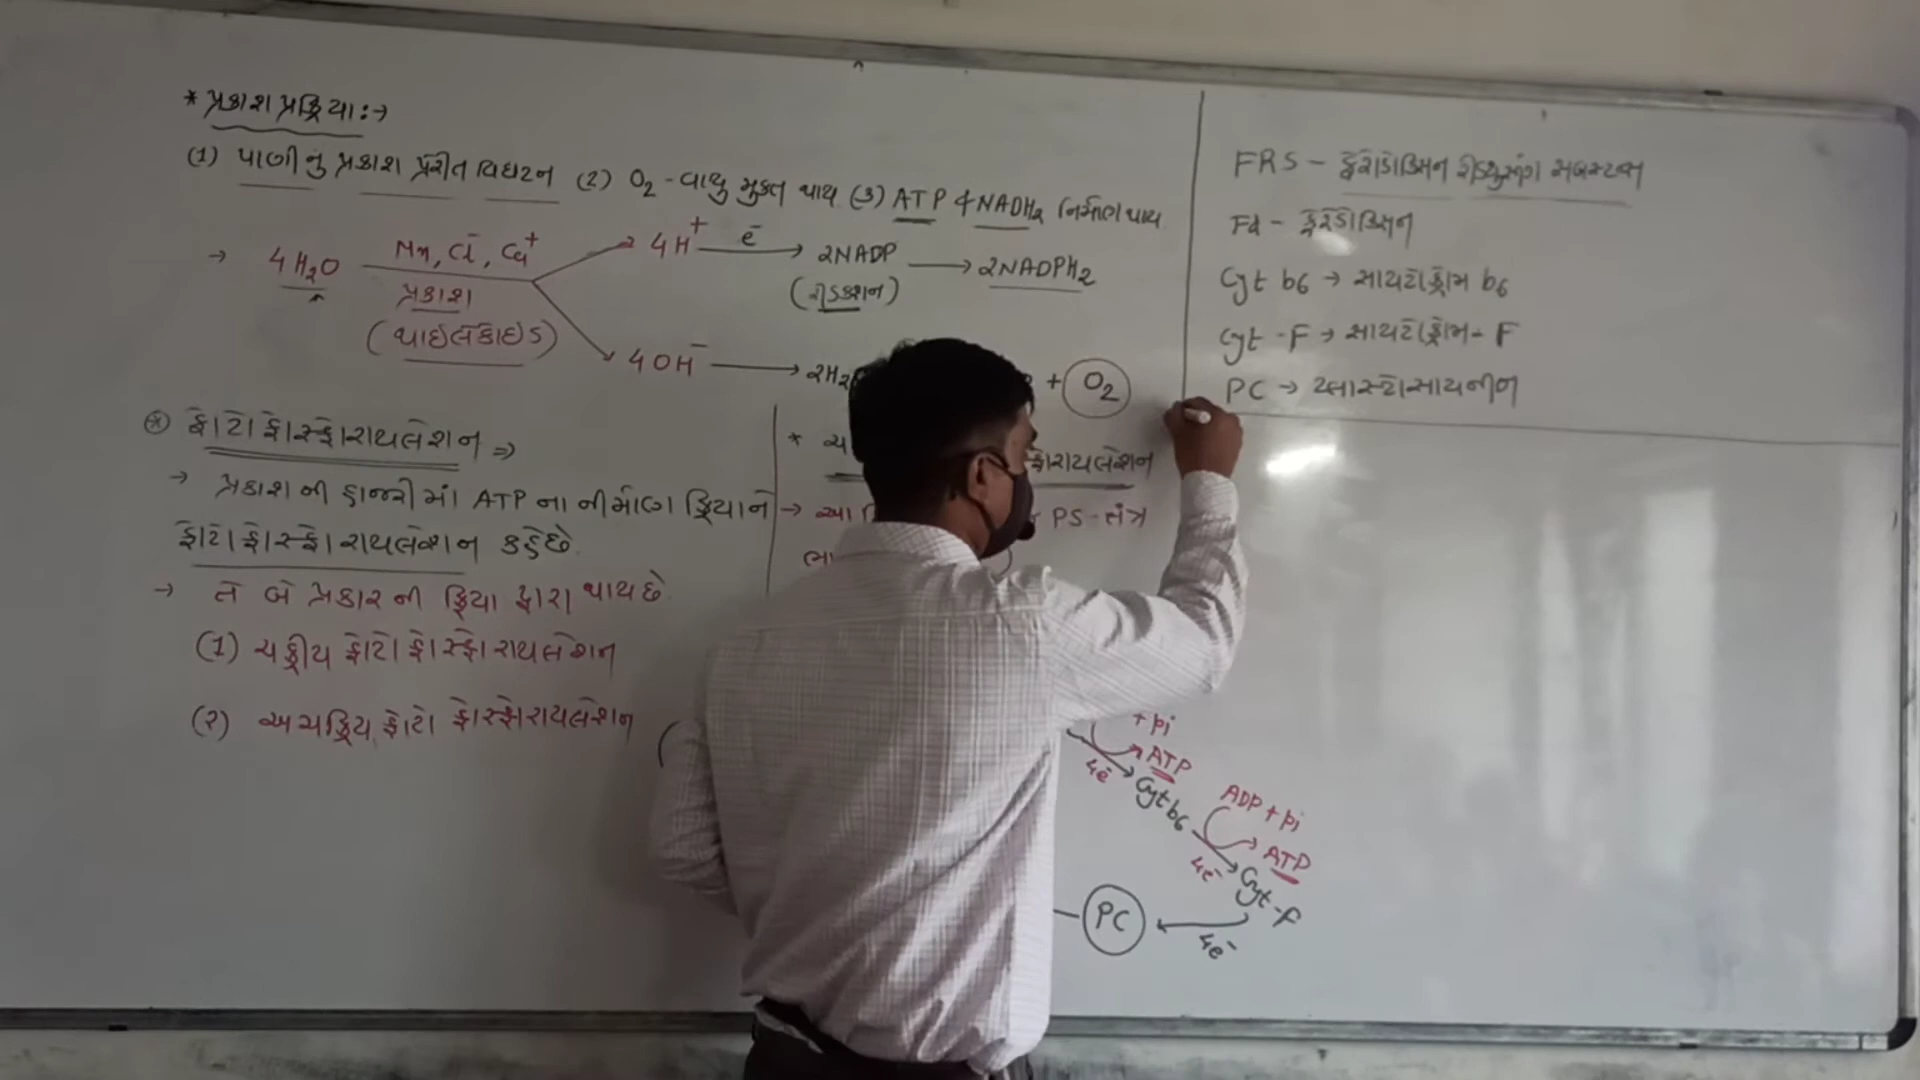 * પ્રકાશ પ્રક્રિયા :→
(1) પાણીનું પ્રકાશ પ્રેરીત વિઘટન (2) O₂ - વાયુ મુક્ત થાય (3) ATP & NADH₂ નિર્માણ થાય
→ 4H₂O
Mn, Cl⁻, Ca⁺
પ્રકાશ
(થાઇલેકોઇડ)
4H⁺ e⁻ → 2NADP → 2NADPH₂
(રીડક્શન)
4OH⁻ → 2H₂ + O₂
⊛ ફોટોફોસ્ફોરાયલેશન ⇒
→ પ્રકાશ ની હાજરી માં ATP ના નીર્માણ ક્રિયાને
ફોટોફોસ્ફોરાયલેશન કહે છે.
→ તે બે પ્રકાર ની ક્રિયા દ્વારા થાય છે.
(1) ચક્રીય ફોટો ફોસ્ફોરાયલેશન
(૨) અચક્રિય ફોટો ફોસ્ફોરાયલેશન
* ફોરાયલેશન
→ આ PS - તંત્ર
+ pi
ATP
4e⁻
Cyt b6
ADP + pi
ATP
4e⁻
Cyt-F
4e⁻
PC
FRS - ફેરેડોક્સિન રીડ્યુસીંગ સબસ્ટન્સ
Fd - ફેરેડોક્સિન
Cyt b6 → સાયટોક્રોમ b6
Cyt -F → સાયટોક્રોમ - F
PC → પ્લાસ્ટોસાયનીન